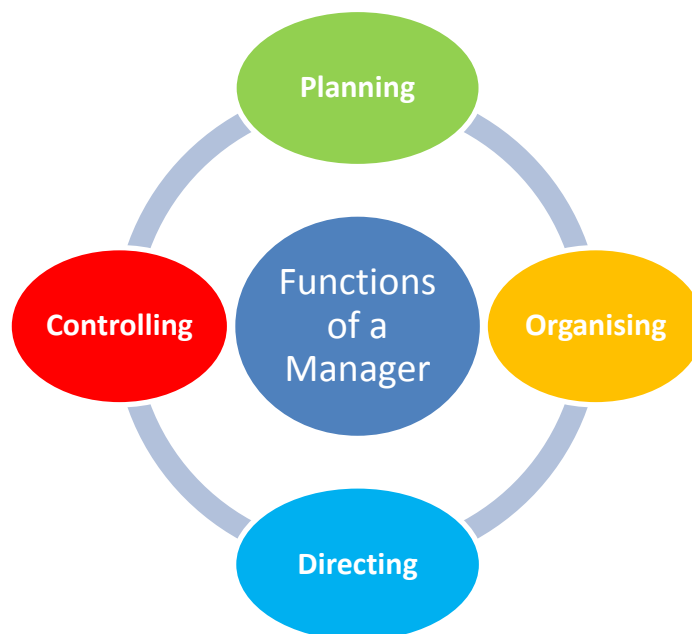 Planning
Controlling
Functions
of a
Manager
Organising
Directing